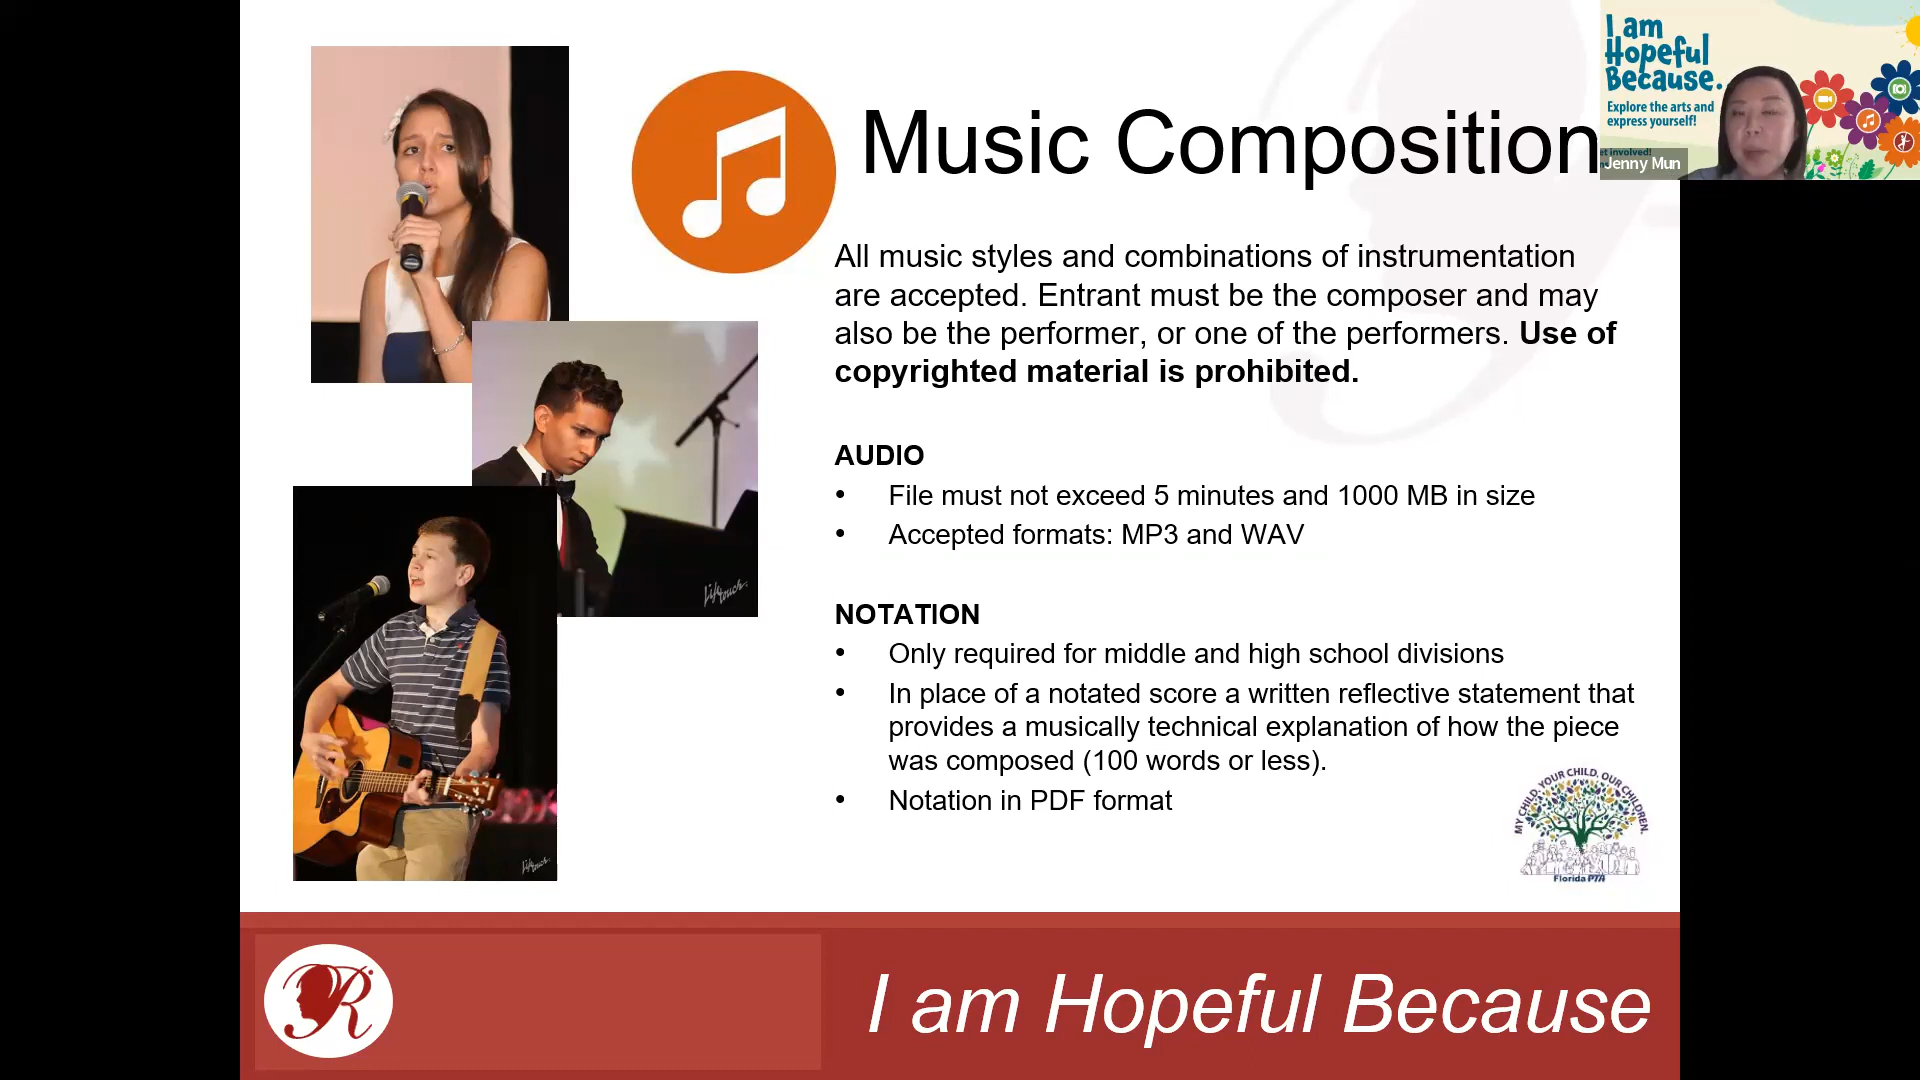 Music Composition
All music styles and combinations of instrumentation
are accepted. Entrant must be the composer and may
also be the performer, or one of the performers. Use of
copyrighted material is prohibited.
AUDIO
• File must not exceed 5 minutes and 1000 MB in size
• Accepted formats: MP3 and WAV
NOTATION
• Only required for middle and high school divisions
• In place of a notated score a written reflective statement that
provides a musically technical explanation of how the piece
was composed (100 words or less).
• Notation in PDF format
MY CHILD, YOUR CHILD, OUR CHILDREN.
Florida PTA
R
I am Hopeful Because
I am
Hopeful
Because.
Explore the arts and
express yourself!
et involved!
Jenny Mun
Lifetouch.
Lifetouch.